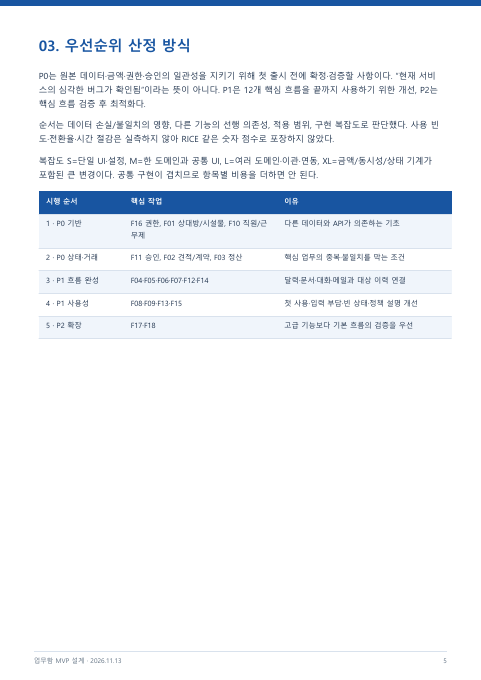 03. 우선순위 산정 방식
P0는 원본 데이터·금액·권한·승인의 일관성을 지키기 위해 첫 출시 전에 확정·검증할 사항이다. “현재 서비
스의 심각한 버그가 확인됨”이라는 뜻이 아니다. P1은 12개 핵심 흐름을 끝까지 사용하기 위한 개선, P2는
핵심 흐름 검증 후 최적화다.
순서는 데이터 손실/불일치의 영향, 다른 기능의 선행 의존성, 적용 범위, 구현 복잡도로 판단했다. 사용 빈
도·전환율·시간 절감은 실측하지 않아 RICE 같은 숫자 점수로 포장하지 않았다.
복잡도 S=단일 UI·설정, M=한 도메인과 공통 UI, L=여러 도메인·이관·연동, XL=금액/동시성/상태 기계가
포함된 큰 변경이다. 공통 구현이 겹치므로 항목별 비용을 더하면 안 된다.
시행 순서 핵심 작업 이유
1 · P0 기반 F16 권한, F01 상대방/시설물, F10 직원/근 다른 데이터와 API가 의존하는 기초
무제
2 · P0 상태·거래 F11 승인, F02 견적/계약, F03 정산 핵심 업무의 중복·불일치를 막는 조건
3 · P1 흐름 완성 F04·F05·F06·F07·F12·F14 달력·문서·대화·메일과 대상 이력 연결
4 · P1 사용성 F08·F09·F13·F15 첫 사용·입력 부담·빈 상태·정책 설명 개선
5 · P2 확장 F17·F18 고급 기능보다 기본 흐름의 검증을 우선
업무함 MVP 설계 · 2026.11.13 5